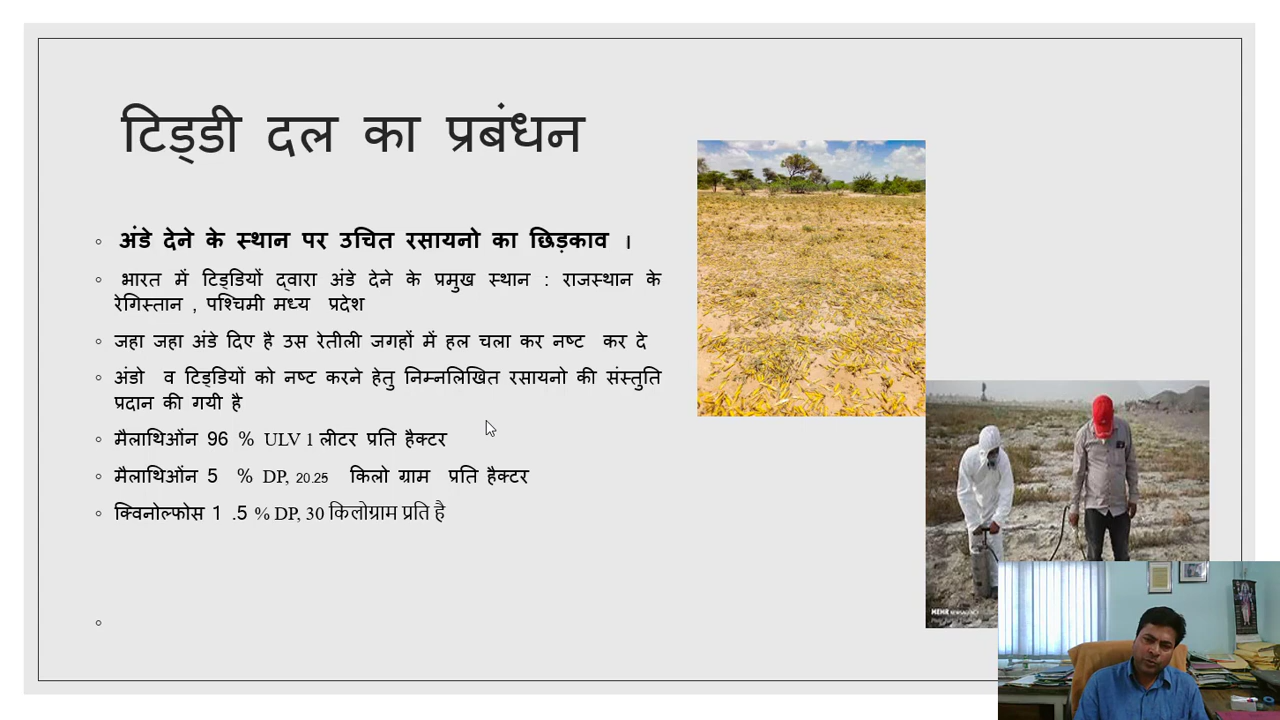 टिड्डी दल का प्रबंधन
अंडे देने के स्थान पर उचित रसायनो का छिड़काव ।
भारत में टिड्डियों द्वारा अंडे देने के प्रमुख स्थान : राजस्थान के
रेगिस्तान , पश्चिमी मध्य प्रदेश
जहा जहा अंडे दिए है उस रेतीली जगहों में हल चला कर नष्ट कर दे
अंडो व टिड्डियों को नष्ट करने हेतु निम्नलिखित रसायनो की संस्तुति
प्रदान की गयी है
मैलाथिओंन 96 % ULV 1 लीटर प्रति हैक्टर
मैलाथिओंन 5 % DP, 20.25 किलो ग्राम प्रति हैक्टर
क्विनोल्फोस 1 .5 % DP, 30 किलोग्राम प्रति है
MEHR NEWSAGENCY